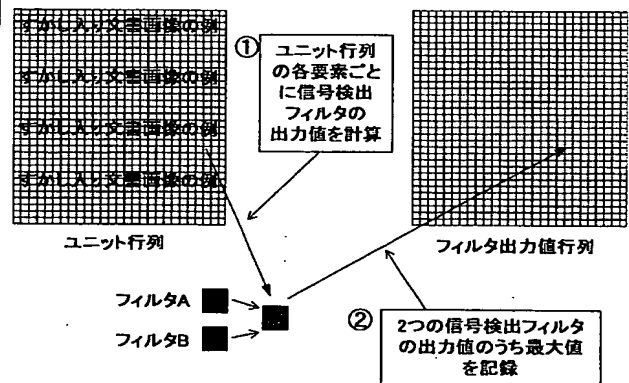 すかし入り文書画像の例
すかし入り文書画像の例
すかし入り文書画像の例
すかし入り文書画像の例
ユニット行列
①
ユニット行列
の各要素ごと
に信号検出
フィルタの
出力値を計算
フィルタ出力値行列
フィルタA
フィルタB
②
2つの信号検出フィルタ
の出力値のうち最大値
を記録